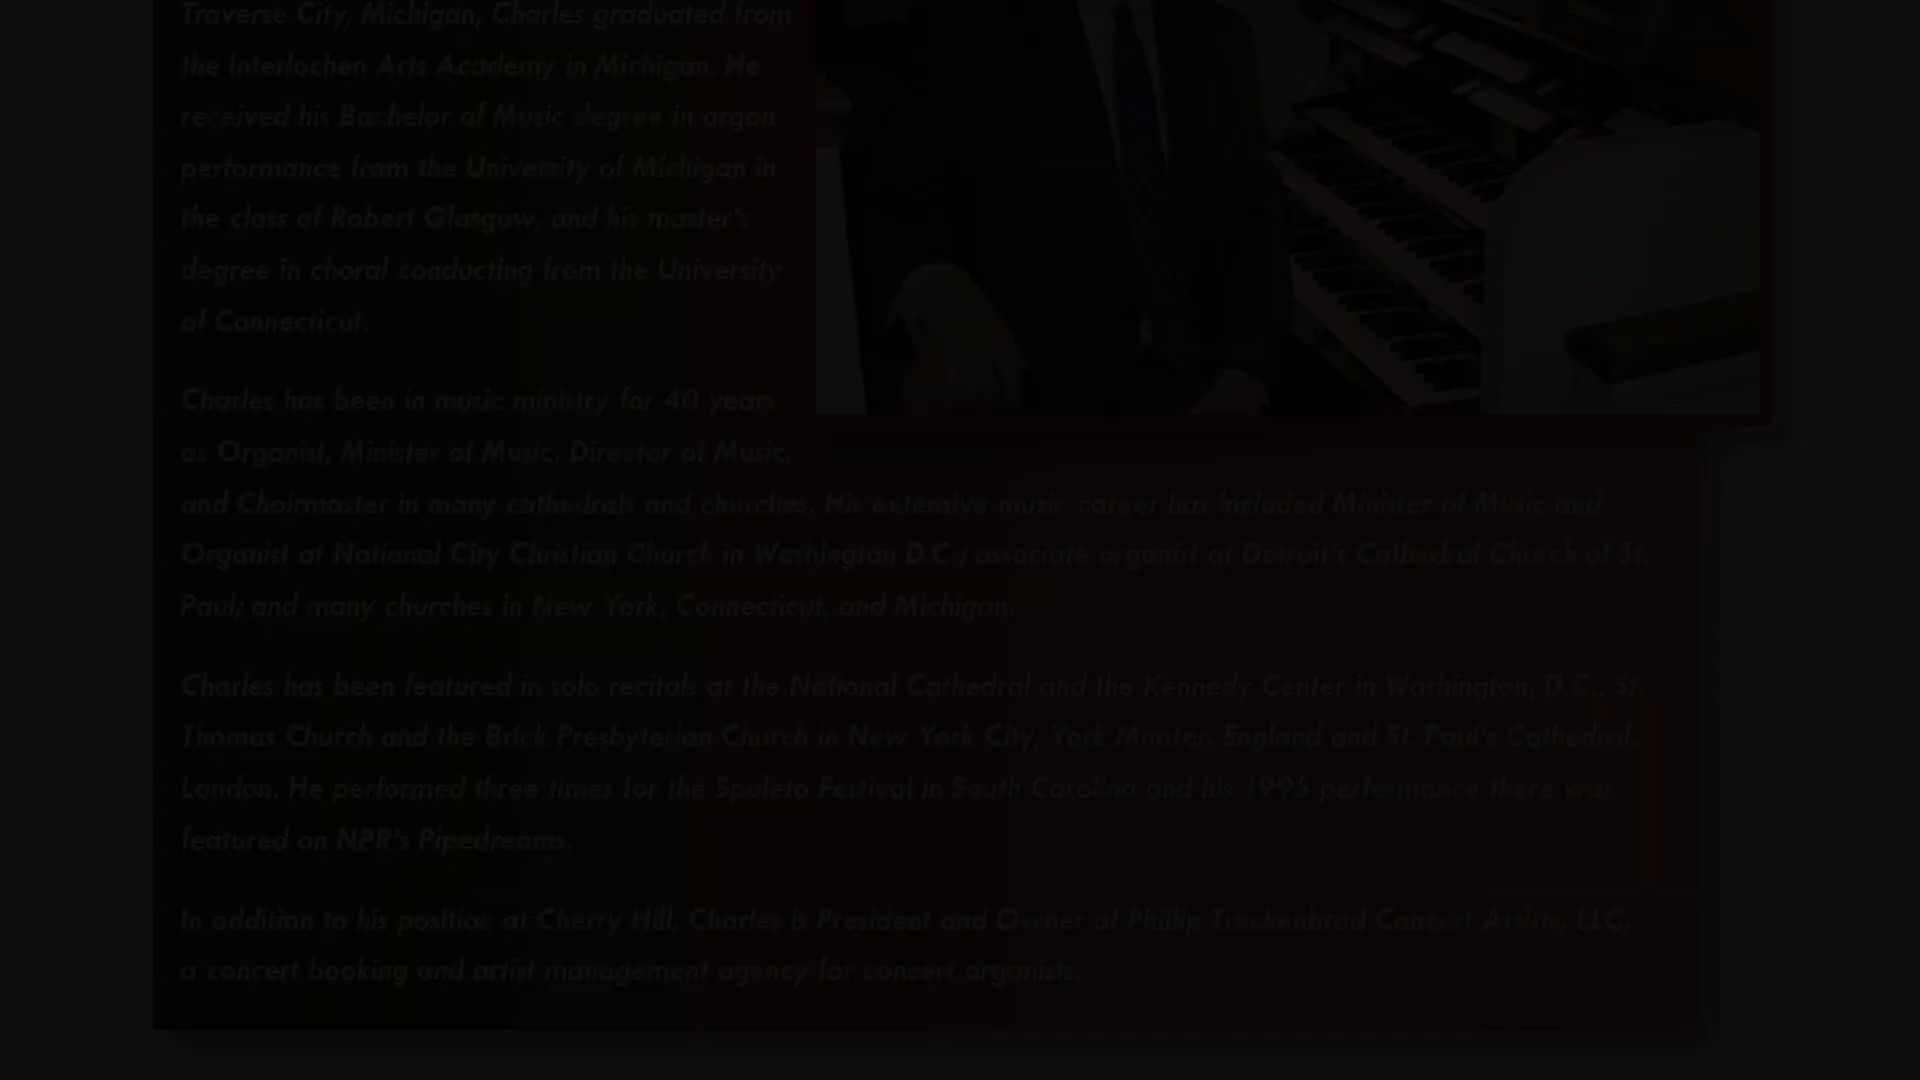 Traverse City, Michigan, Charles graduated from
the Interlochen Arts Academy in Michigan. He
received his Bachelor of Music degree in organ
performance from the University of Michigan in
the class of Robert Glasgow, and his master's
degree in choral conducting from the University
of Connecticut.
Charles has been in music ministry for 40 years
as Organist, Minister of Music, Director of Music,
and Choirmaster in many cathedrals and churches. His extensive music career has included Minister of Music and
Organist at National City Christian Church in Washington D.C.; associate organist at Detroit's Cathedral Church of St.
Paul; and many churches in New York, Connecticut, and Michigan.
Charles has been featured in solo recitals at the National Cathedral and the Kennedy Center in Washington, D.C., St.
Thomas Church and the Brick Presbyterian Church in New York City, York Minster, England and St. Paul's Cathedral,
London. He performed three times for the Spoleto Festival in South Carolina and his 1995 performance there was
featured on NPR's Pipedreams.
In addition to his position at Cherry Hill, Charles is President and Owner of Phillip Truckenbrod Concert Artists, LLC,
a concert booking and artist management agency for concert organists.